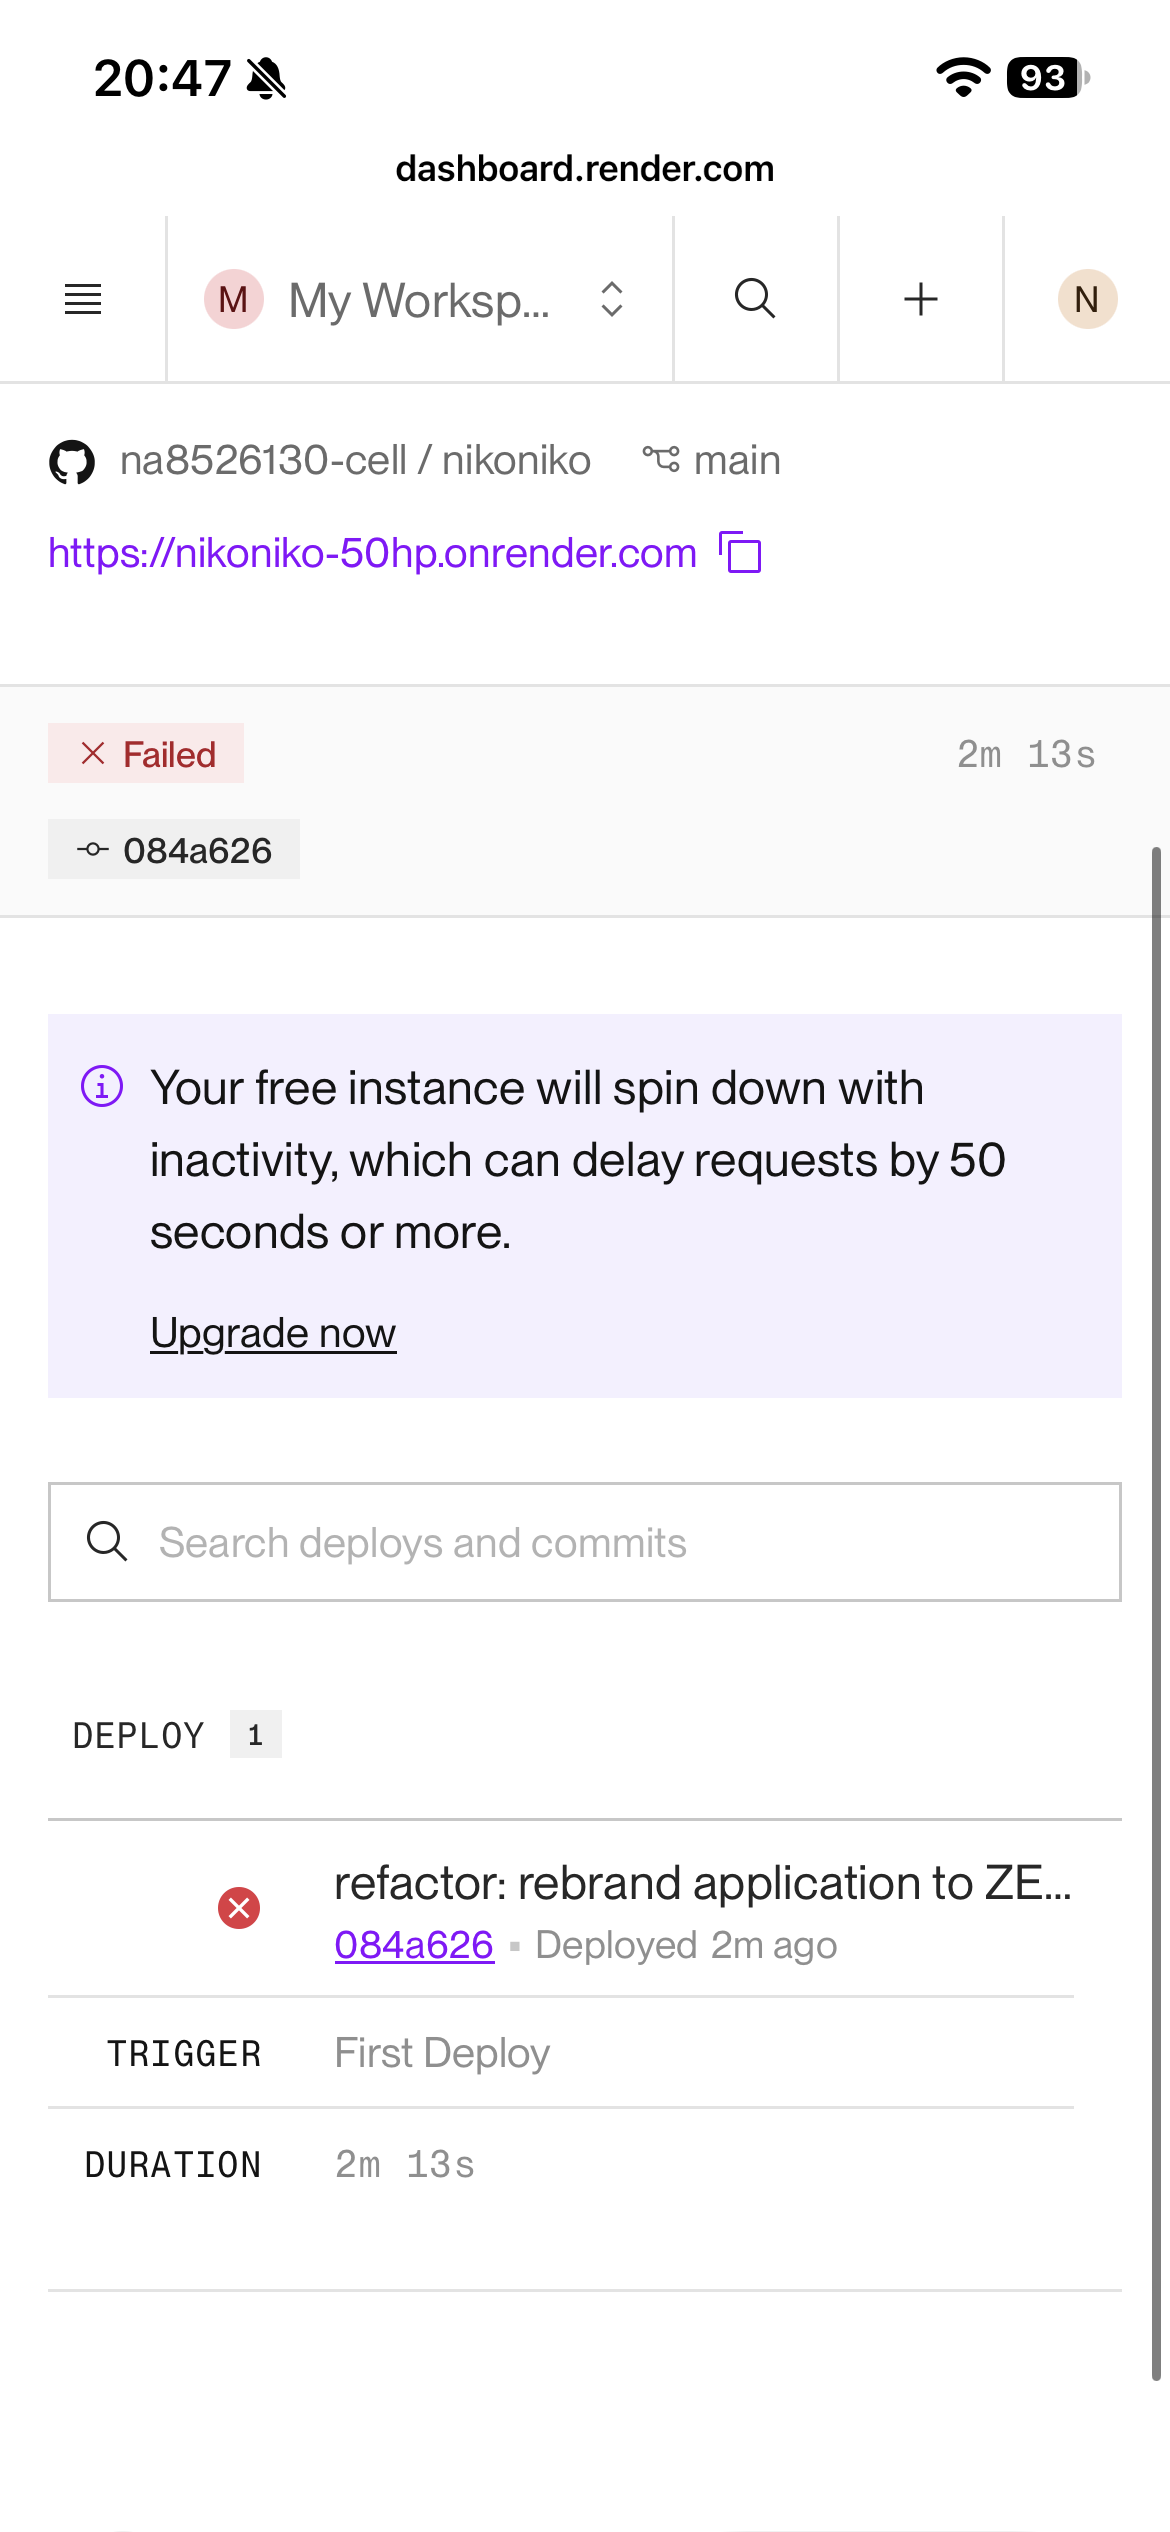 20:47
93
dashboard.render.com
M My Worksp... N
na8526130-cell / nikoniko main
https://nikoniko-50hp.onrender.com
Failed 2m 13s
084a626
Your free instance will spin down with
inactivity, which can delay requests by 50
seconds or more.
Upgrade now
Search deploys and commits
DEPLOY 1
refactor: rebrand application to ZE...
084a626 ▪ Deployed 2m ago
TRIGGER First Deploy
DURATION 2m 13s